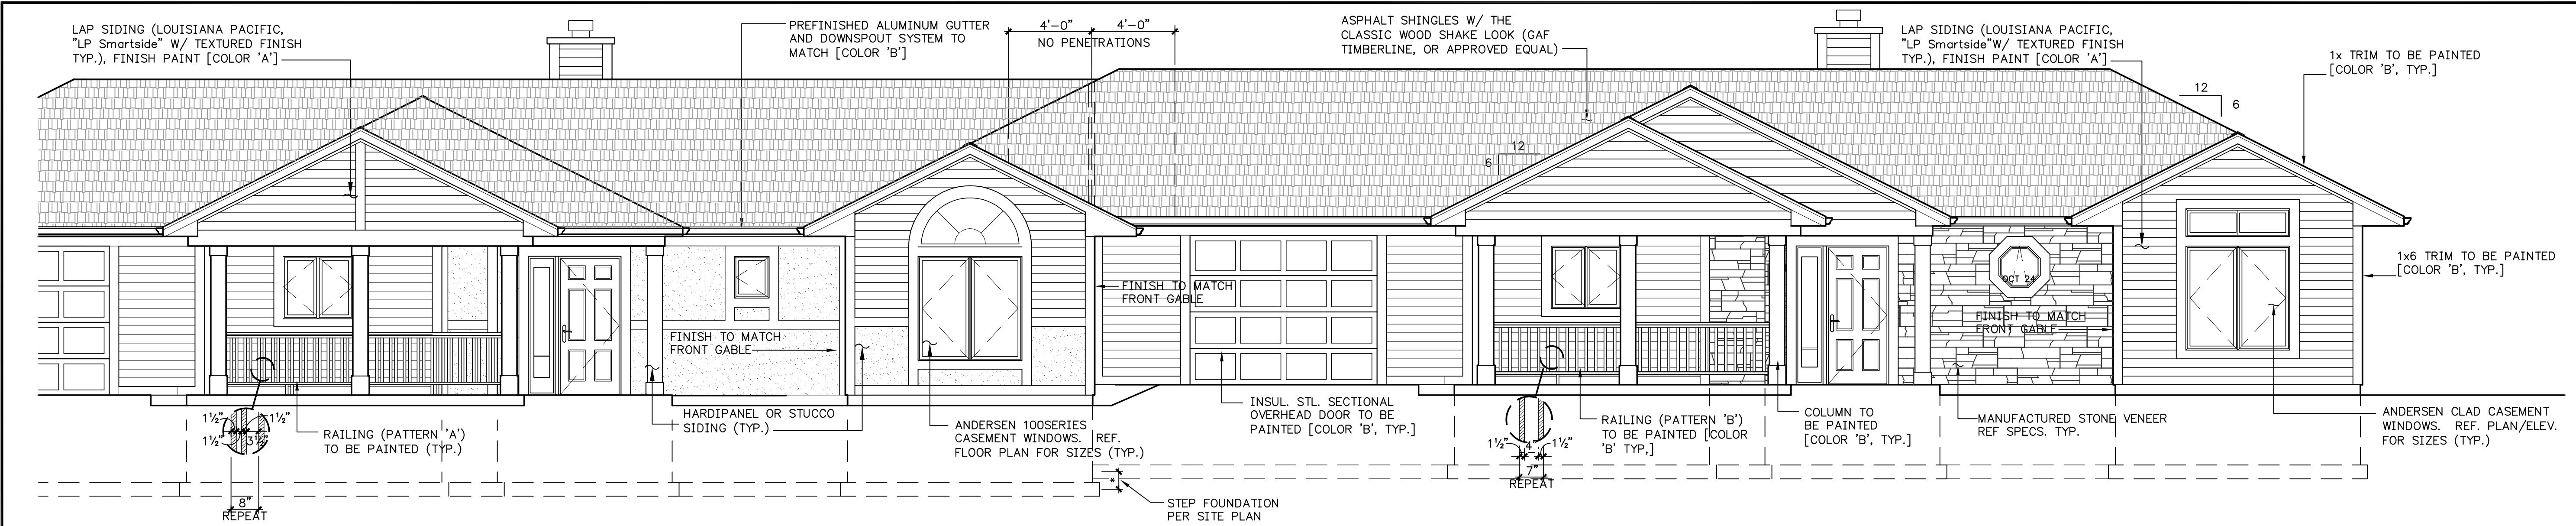 LAP SIDING (LOUISIANA PACIFIC,
"LP Smartside" W/ TEXTURED FINISH
TYP.), FINISH PAINT [COLOR 'A']
PREFINISHED ALUMINUM GUTTER
AND DOWNSPOUT SYSTEM TO
MATCH [COLOR 'B']
4'-0" 4'-0"
NO PENETRATIONS
ASPHALT SHINGLES W/ THE
CLASSIC WOOD SHAKE LOOK (GAF
TIMBERLINE, OR APPROVED EQUAL)
LAP SIDING (LOUISIANA PACIFIC,
"LP Smartside"W/ TEXTURED FINISH
TYP.), FINISH PAINT [COLOR 'A']
1x TRIM TO BE PAINTED
[COLOR 'B', TYP.]
12
6
12
6
1x6 TRIM TO BE PAINTED
[COLOR 'B', TYP.]
OCT 24
FINISH TO MATCH
FRONT GABLE
FINISH TO MATCH
FRONT GABLE
FINISH TO MATCH
FRONT GABLE
1½" 1½"
1½" 3½"
8"
REPEAT
RAILING (PATTERN 'A')
TO BE PAINTED (TYP.)
HARDIPANEL OR STUCCO
SIDING (TYP.)
ANDERSEN 100SERIES
CASEMENT WINDOWS. REF.
FLOOR PLAN FOR SIZES (TYP.)
*
STEP FOUNDATION
PER SITE PLAN
INSUL. STL. SECTIONAL
OVERHEAD DOOR TO BE
PAINTED [COLOR 'B', TYP.]
1½" 4" 1½"
7"
REPEAT
RAILING (PATTERN 'B')
TO BE PAINTED [COLOR
'B' TYP,]
COLUMN TO
BE PAINTED
[COLOR 'B', TYP.]
MANUFACTURED STONE VENEER
REF SPECS. TYP.
ANDERSEN CLAD CASEMENT
WINDOWS. REF. PLAN/ELEV.
FOR SIZES (TYP.)